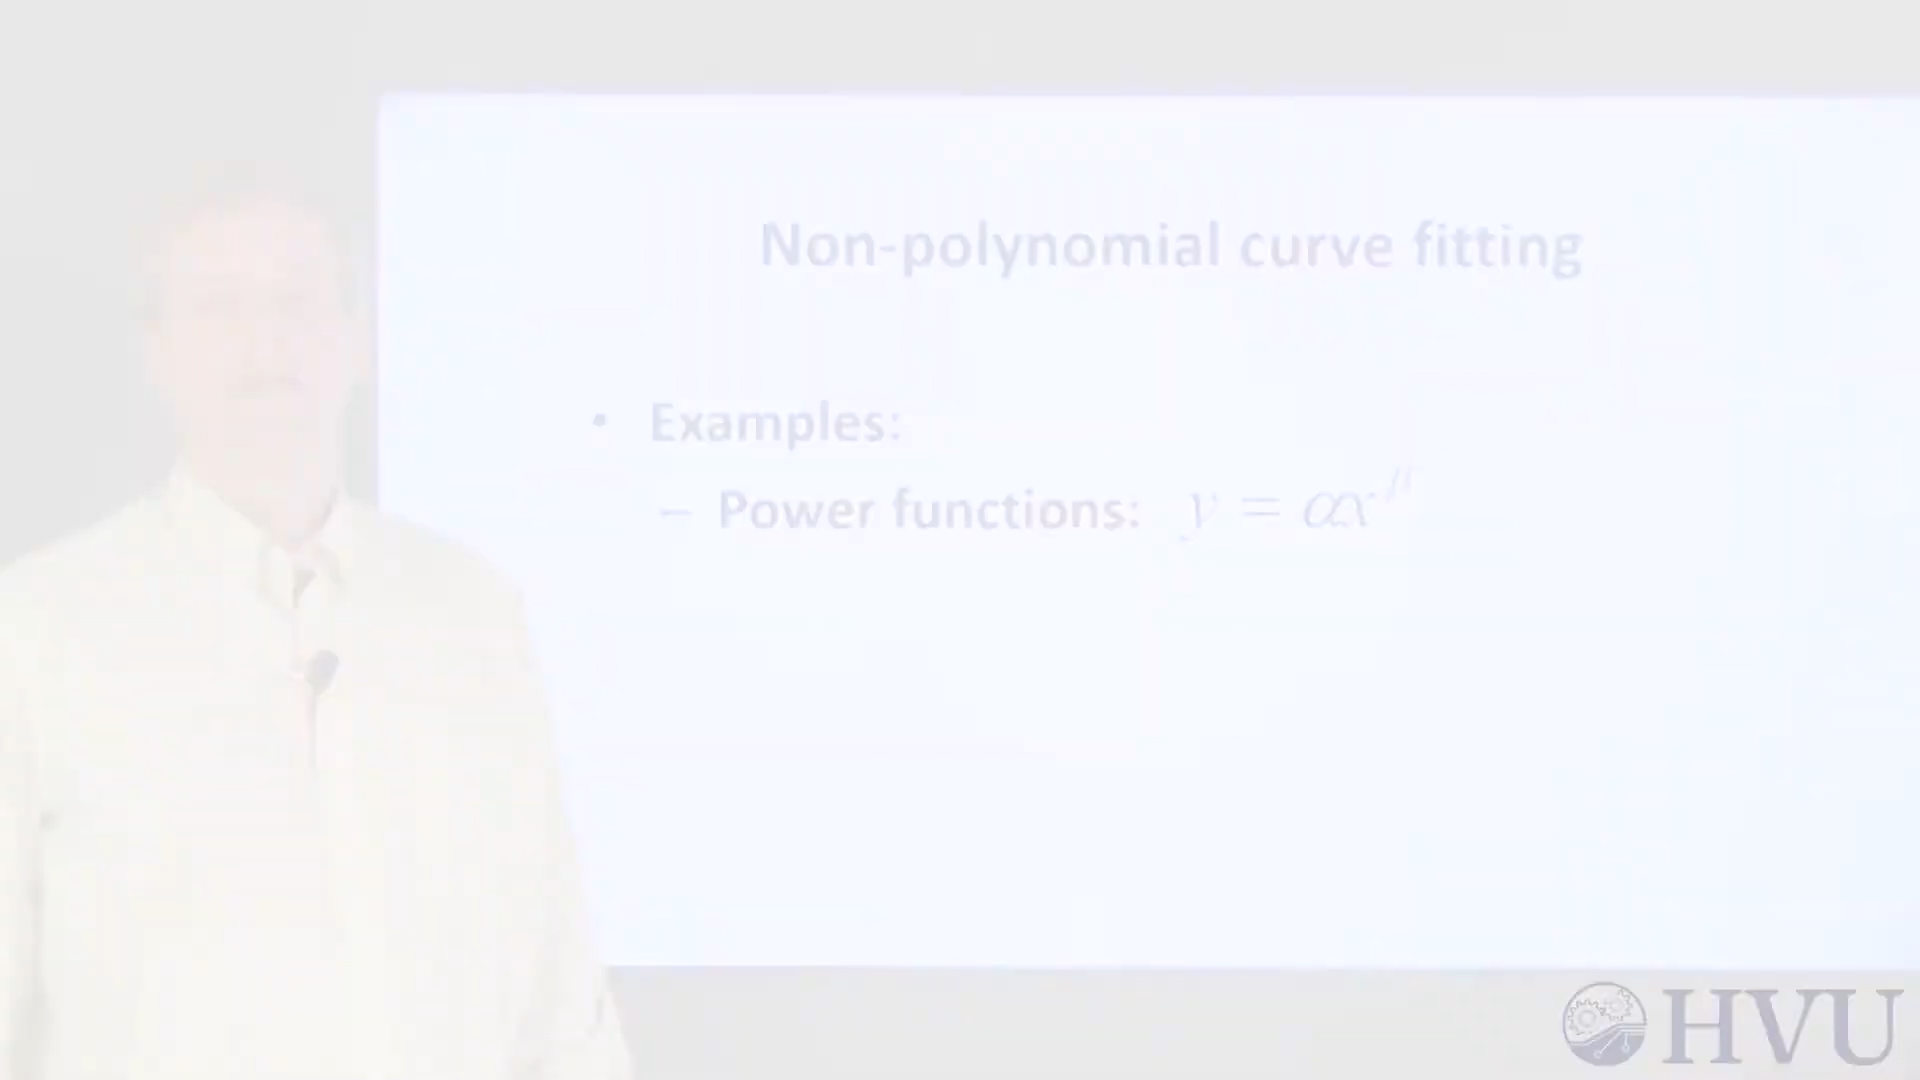 Non-polynomial curve fitting
• Examples:
– Power functions: y = αx
HVU